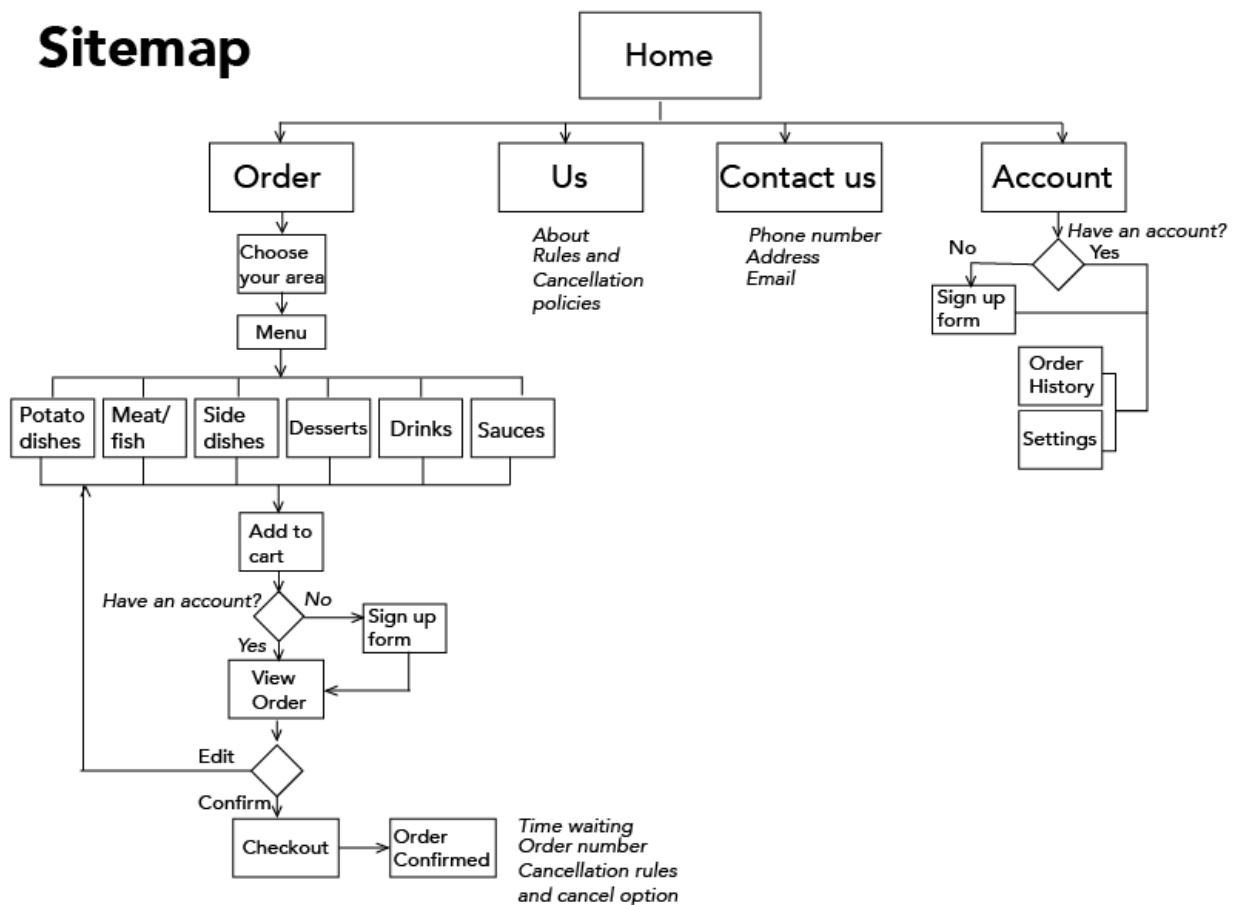 Sitemap
Home
Order
Us
Contact us
Account
About
Rules and
Cancellation
policies
Phone number
Address
Email
Have an account?
No
Yes
Sign up
form
Order
History
Settings
Choose
your area
Menu
Potato
dishes
Meat/
fish
Side
dishes
Desserts
Drinks
Sauces
Add to
cart
Have an account?
No
Sign up
form
Yes
View
Order
Edit
Confirm
Checkout
Order
Confirmed
Time waiting
Order number
Cancellation rules
and cancel option